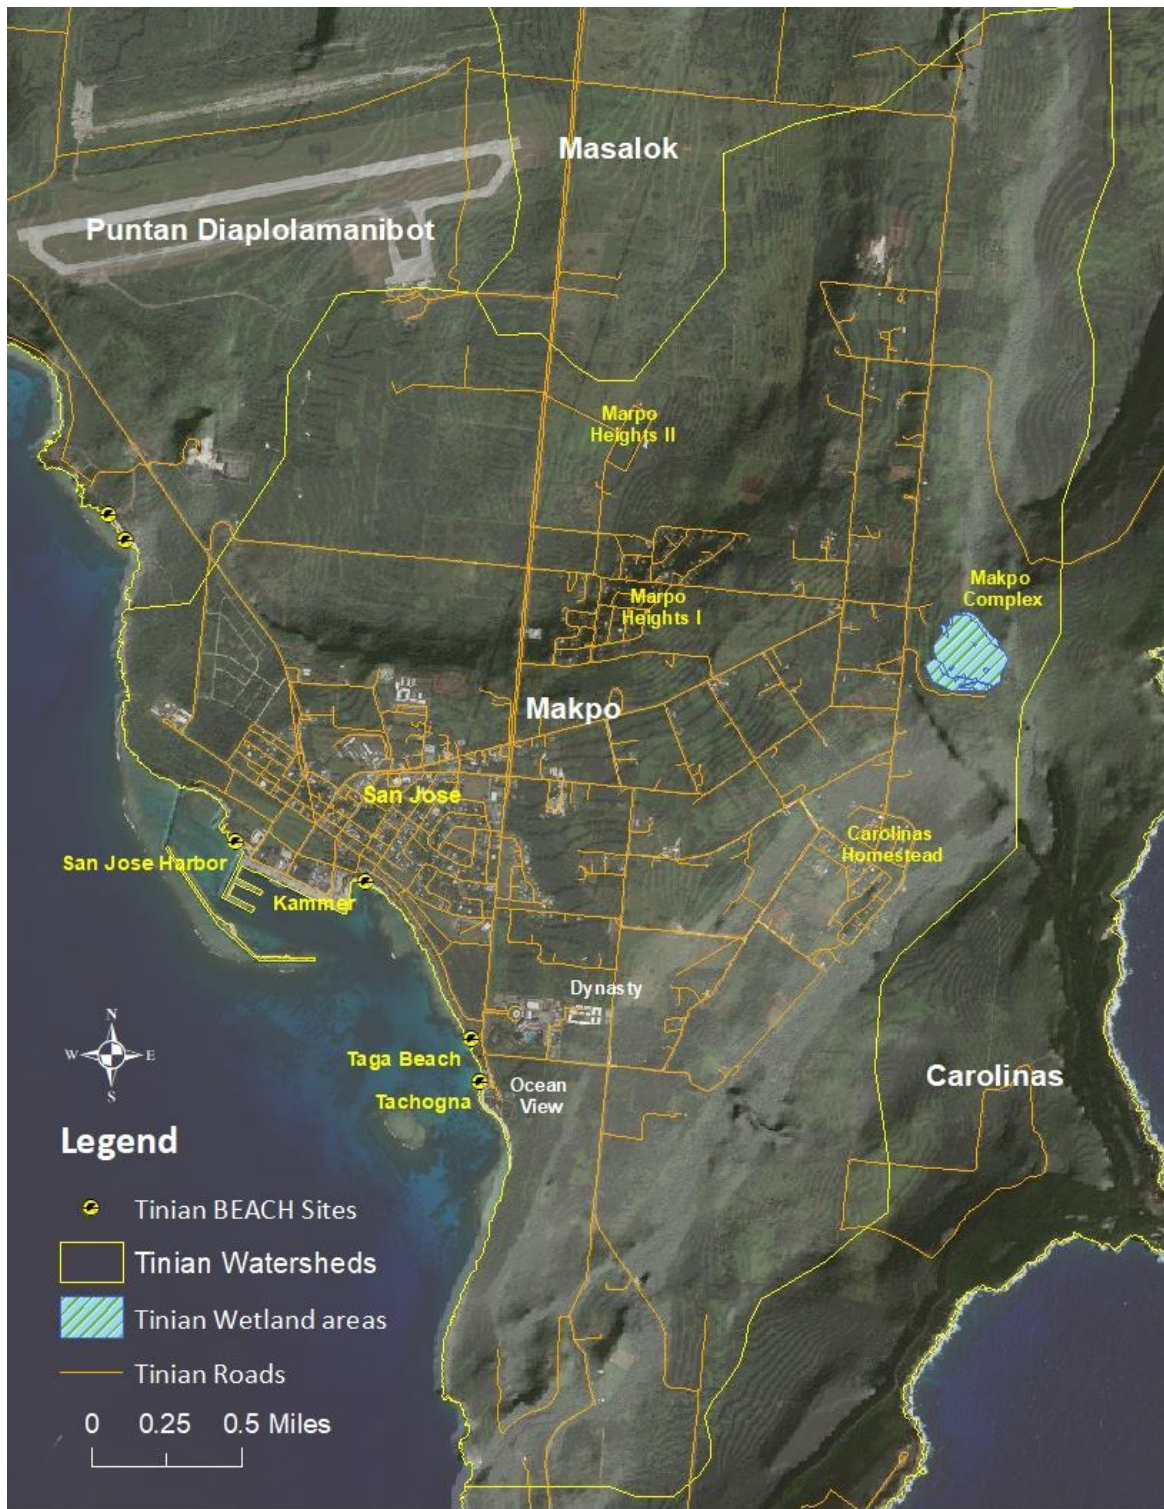 Masalok
Puntan Diaplolamanibot
Marpo
Heights II
Makpo
Complex
Marpo
Heights I
Makpo
San Jose
Carolinas
Homestead
San Jose Harbor
Kammer
Dynasty
N
W E
S
Taga Beach
Ocean
View
Tachogna
Carolinas
Legend
Tinian BEACH Sites
Tinian Watersheds
Tinian Wetland areas
Tinian Roads
0 0.25 0.5 Miles